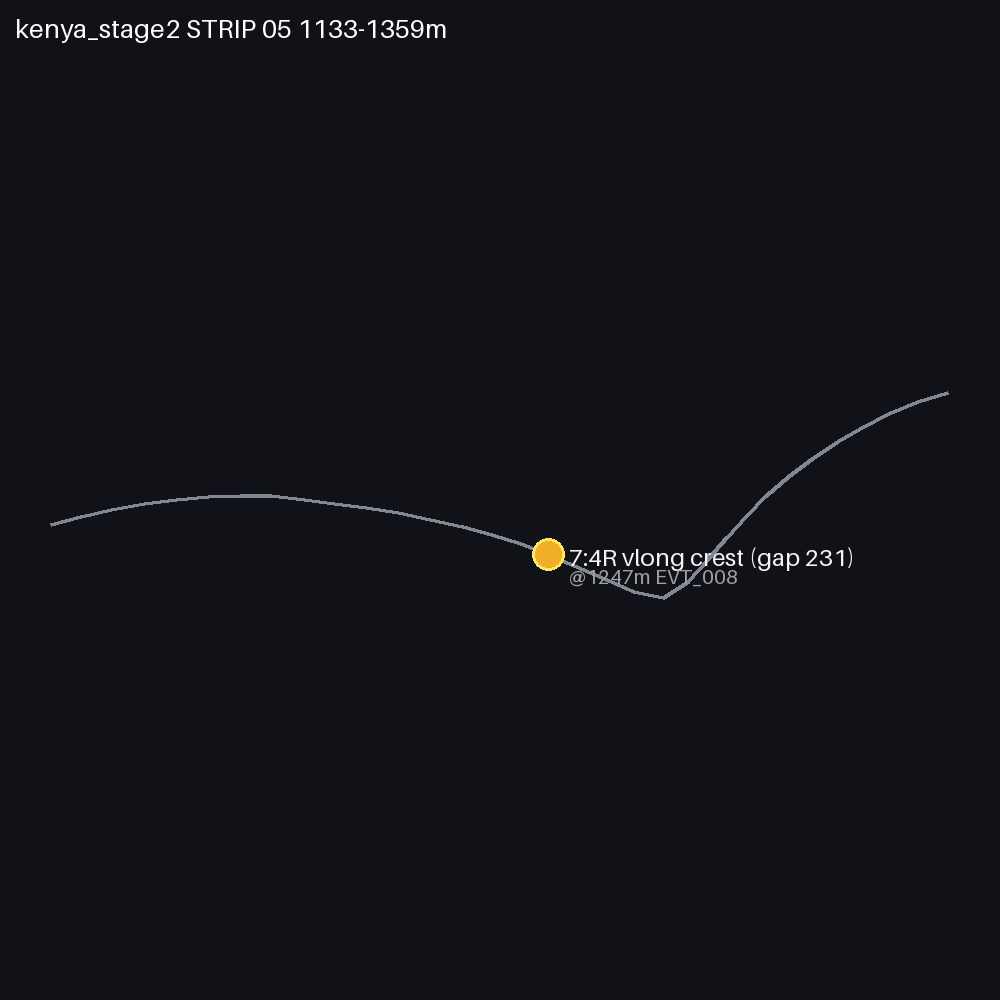 kenya_stage2 STRIP 05 1133-1359m
7:4R vlong crest (gap 231)
@1247m EVT_008